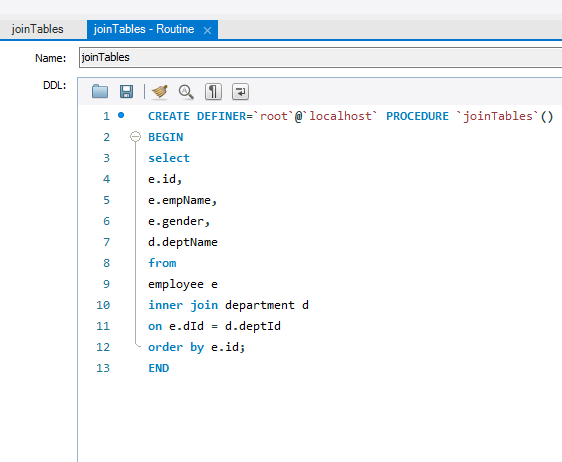 joinTables
joinTables - Routine ×
Name: joinTables
DDL:
1 CREATE DEFINER=`root`@`localhost` PROCEDURE `joinTables`()
2 BEGIN
3 select
4 e.id,
5 e.empName,
6 e.gender,
7 d.deptName
8 from
9 employee e
10 inner join department d
11 on e.dId = d.deptId
12 order by e.id;
13 END